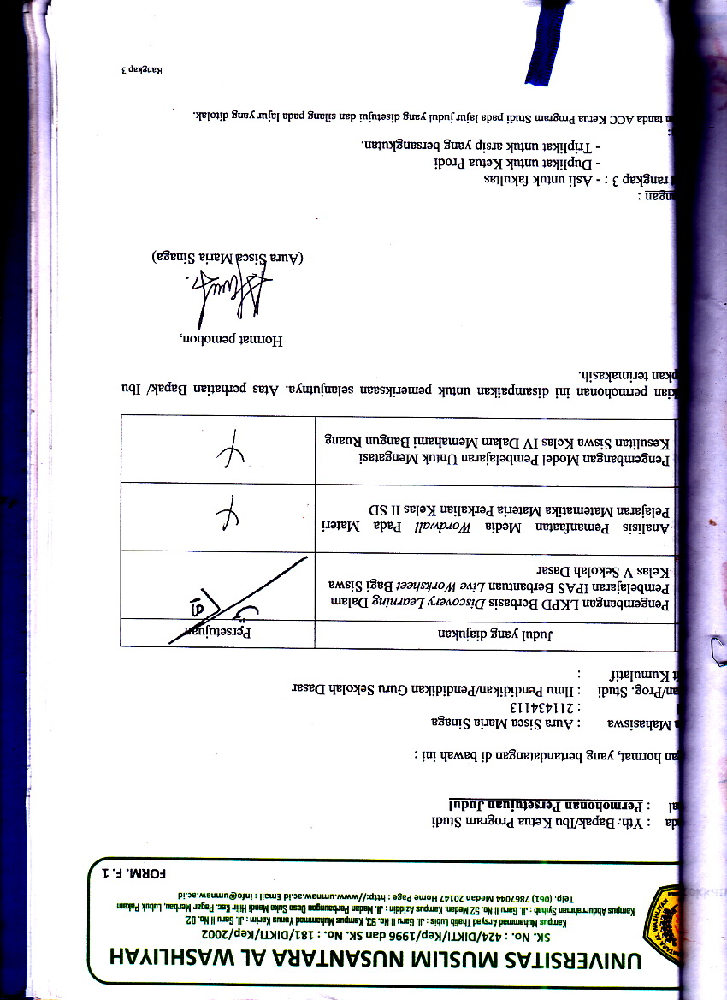 UNIVERSITAS MUSLIM NUSANTARA AL WASHLIYAH
SK. No. : 424/DIKTI/Kep/1996 dan SK. No. : 181/DIKTI/Kep/2002
Kampus Muhammad Arsyad Thalib Lubis : Jl. Garu II No. 93, Kampus Muhammad Yunus Karim : Jl. Garu II No. 02,
Kampus Abdurrahman Syihab : Jl. Garu II No. 52 Medan, Kampus Aziddin : Jl. Medan Perbaungan Desa Suka Mandi Hilir Kec. Pagar Merbau, Lubuk Pakam
Telp. (061) 7867044 Medan 20147 Home Page : http://www.umnaw.ac.id Email : info@umnaw.ac.id
FORM. F. 1
: Yth. Bapak/Ibu Ketua Program Studi
: Permohonan Persetujuan Judul
hormat, yang bertandatangan di bawah ini :
Mahasiswa : Aura Sisca Maria Sinaga
: 211434113
/Prog. Studi : Ilmu Pendidikan/Pendidikan Guru Sekolah Dasar
Kumulatif :
Judul yang diajukan Persetujuan
Pengembangan LKPD Berbasis Discovery Learning Dalam
Pembelajaran IPAS Berbantuan Live Worksheet Bagi Siswa
Kelas V Sekolah Dasar
Analisis Pemanfaatan Media Wordwall Pada Materi
Pelajaran Matematika Materia Perkalian Kelas II SD
Pengembangan Model Pembelajaran Untuk Mengatasi
Kesulitan Siswa Kelas IV Dalam Memahami Bangun Ruang
permohonan ini disampaikan untuk pemeriksaan selanjutnya. Atas perhatian Bapak/ Ibu
terimakasih.
Hormat pemohon,
(Aura Sisca Maria Sinaga)
rangkap 3 : - Asli untuk fakultas
- Duplikat untuk Ketua Prodi
- Triplikat untuk arsip yang bersangkutan.
tanda ACC Ketua Program Studi pada lajur judul yang disetujui dan silang pada lajur yang ditolak.
Rangkap 3